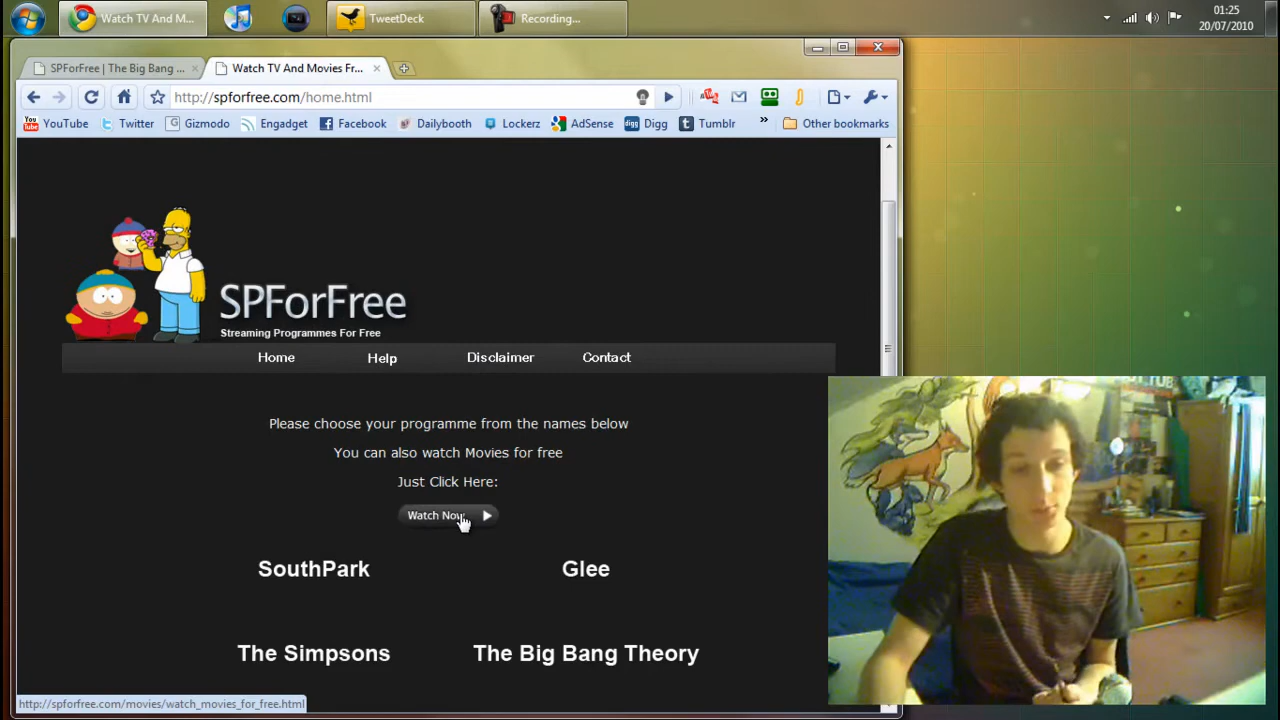 Watch TV And M...
TweetDeck
Recording...
01:25
20/07/2010
SPForFree | The Big Bang ...
Watch TV And Movies Fr...
http://spforfree.com/home.html
YouTube
Twitter
Gizmodo
Engadget
Facebook
Dailybooth
Lockerz
AdSense
Digg
Tumblr
»
Other bookmarks
SPForFree
Streaming Programmes For Free
Home
Help
Disclaimer
Contact
Please choose your programme from the names below
You can also watch Movies for free
Just Click Here:
Watch Now
SouthPark
Glee
The Simpsons
The Big Bang Theory
http://spforfree.com/movies/watch_movies_for_free.html